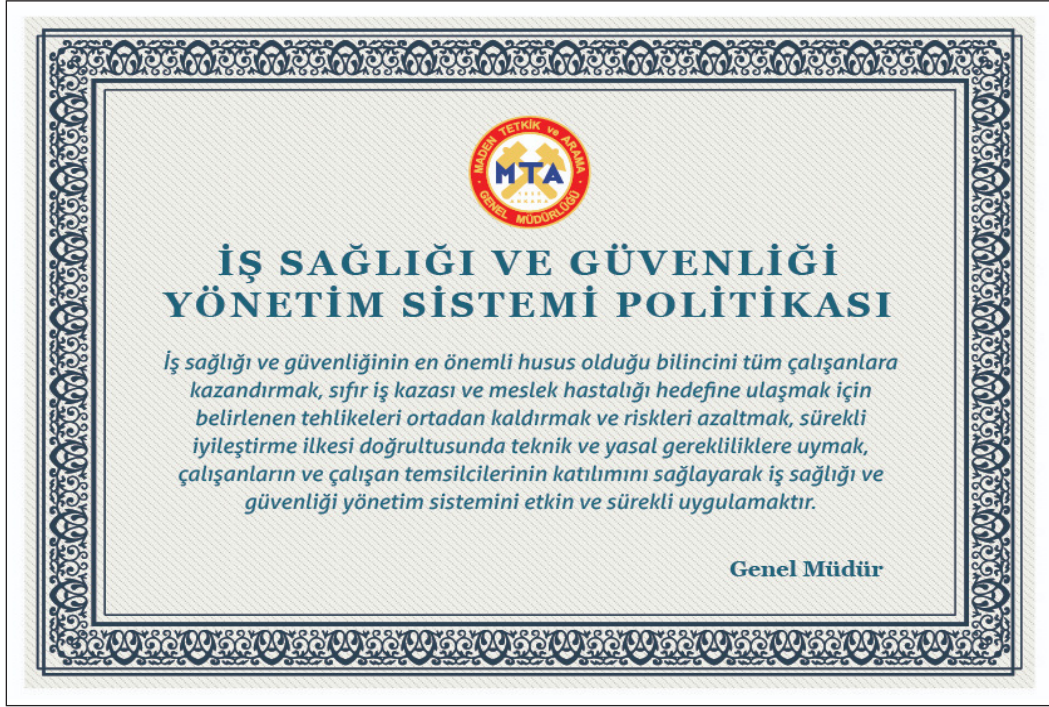 MADEN TETKİK ve ARAMA
MTA
1935
ANKARA
GENEL MÜDÜRLÜĞÜ
İŞ SAĞLIĞI VE GÜVENLİĞİ
YÖNETİM SİSTEMİ POLİTİKASI
İş sağlığı ve güvenliğinin en önemli husus olduğu bilincini tüm çalışanlara
kazandırmak, sıfır iş kazası ve meslek hastalığı hedefine ulaşmak için
belirlenen tehlikeleri ortadan kaldırmak ve riskleri azaltmak, sürekli
iyileştirme ilkesi doğrultusunda teknik ve yasal gerekliliklere uymak,
çalışanların ve çalışan temsilcilerinin katılımını sağlayarak iş sağlığı ve
güvenliği yönetim sistemini etkin ve sürekli uygulamaktır.
Genel Müdür